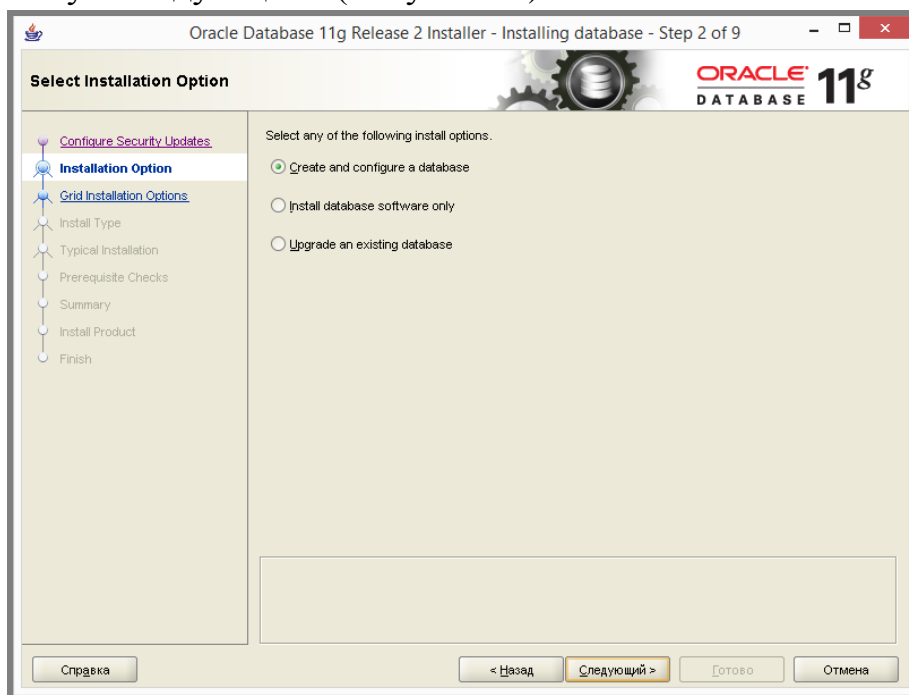 Oracle Database 11g Release 2 Installer - Installing database - Step 2 of 9
Select Installation Option
ORACLE DATABASE 11g
Configure Security Updates
Installation Option
Grid Installation Options
Install Type
Typical Installation
Prerequisite Checks
Summary
Install Product
Finish
Select any of the following install options.
Create and configure a database
Install database software only
Upgrade an existing database
Справка
< Назад
Следующий >
Готово
Отмена